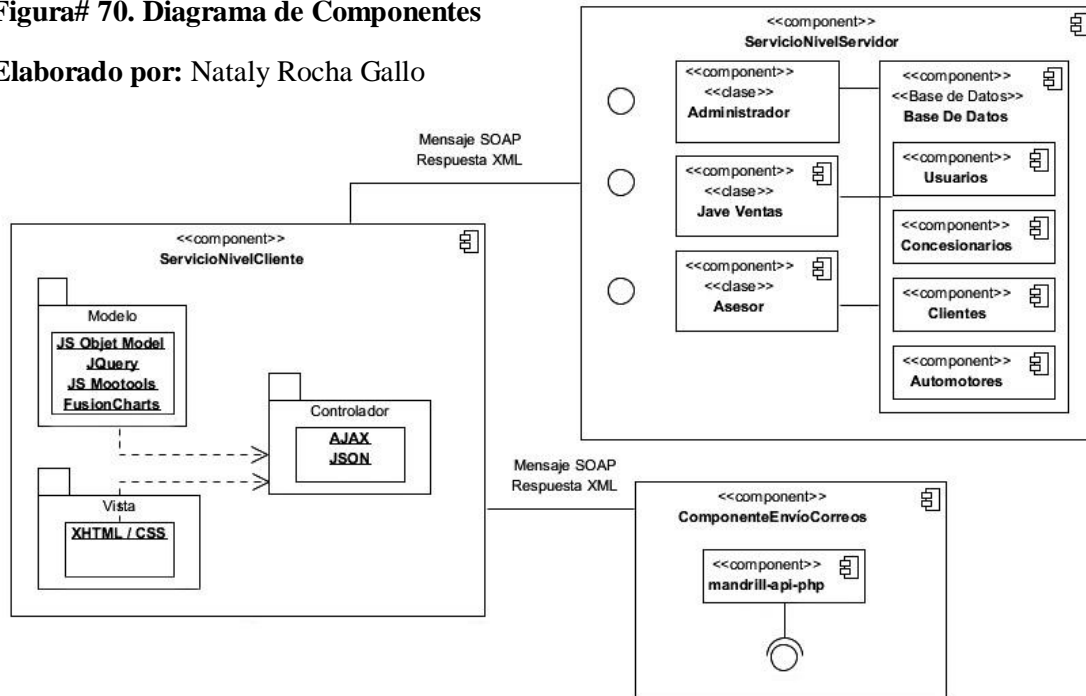 Figura# 70. Diagrama de Componentes
Elaborado por: Nataly Rocha Gallo
<<component>>
ServicioNivelServidor
<<component>>
<<clase>>
Administrador
<<component>>
<<clase>>
Jave Ventas
<<component>>
<<clase>>
Asesor
<<component>>
<<Base de Datos>>
Base De Datos
<<component>>
Usuarios
<<component>>
Concesionarios
<<component>>
Clientes
<<component>>
Automotores
Mensaje SOAP
Respuesta XML
<<component>>
ServicioNivelCliente
Modelo
JS Objet Model
JQuery
JS Mootools
FusionCharts
Controlador
AJAX
JSON
Vista
XHTML / CSS
Mensaje SOAP
Respuesta XML
<<component>>
ComponenteEnvíoCorreos
<<component>>
mandrill-api-php